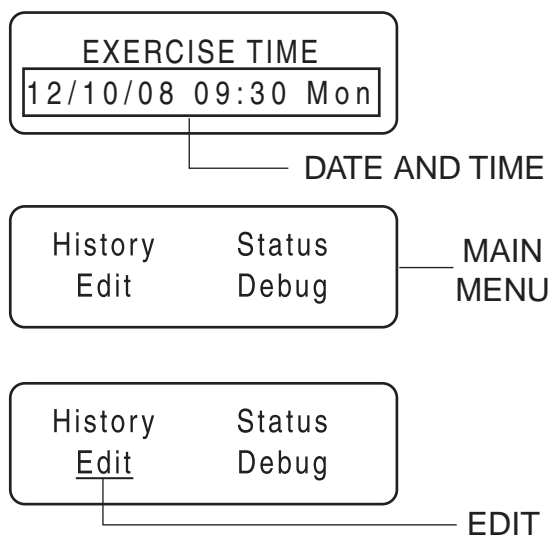 EXERCISE TIME
12/10/08 09:30 Mon
DATE AND TIME
History Status
Edit Debug
MAIN
MENU
History Status
Edit Debug
EDIT